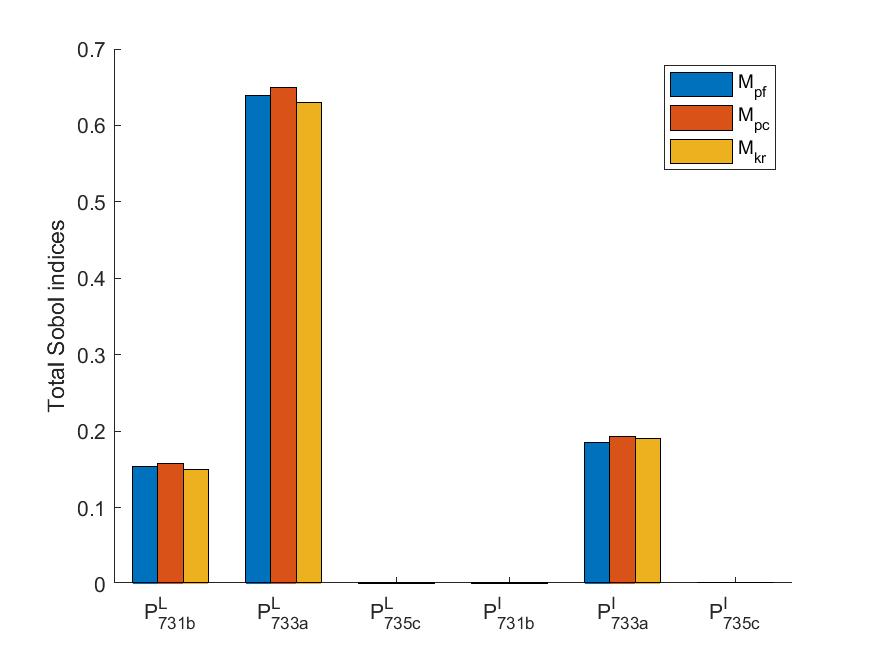 0.7
0.6
0.5
0.4
0.3
0.2
0.1
0
Total Sobol indices
M_pf
M_pc
M_kr
P^L_731b P^L_733a P^L_735c P^I_731b P^I_733a P^I_735c